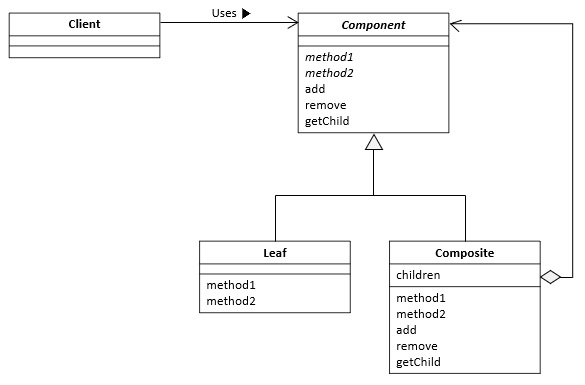 Client
Uses
Component
method1
method2
add
remove
getChild
Leaf
method1
method2
Composite
children
method1
method2
add
remove
getChild